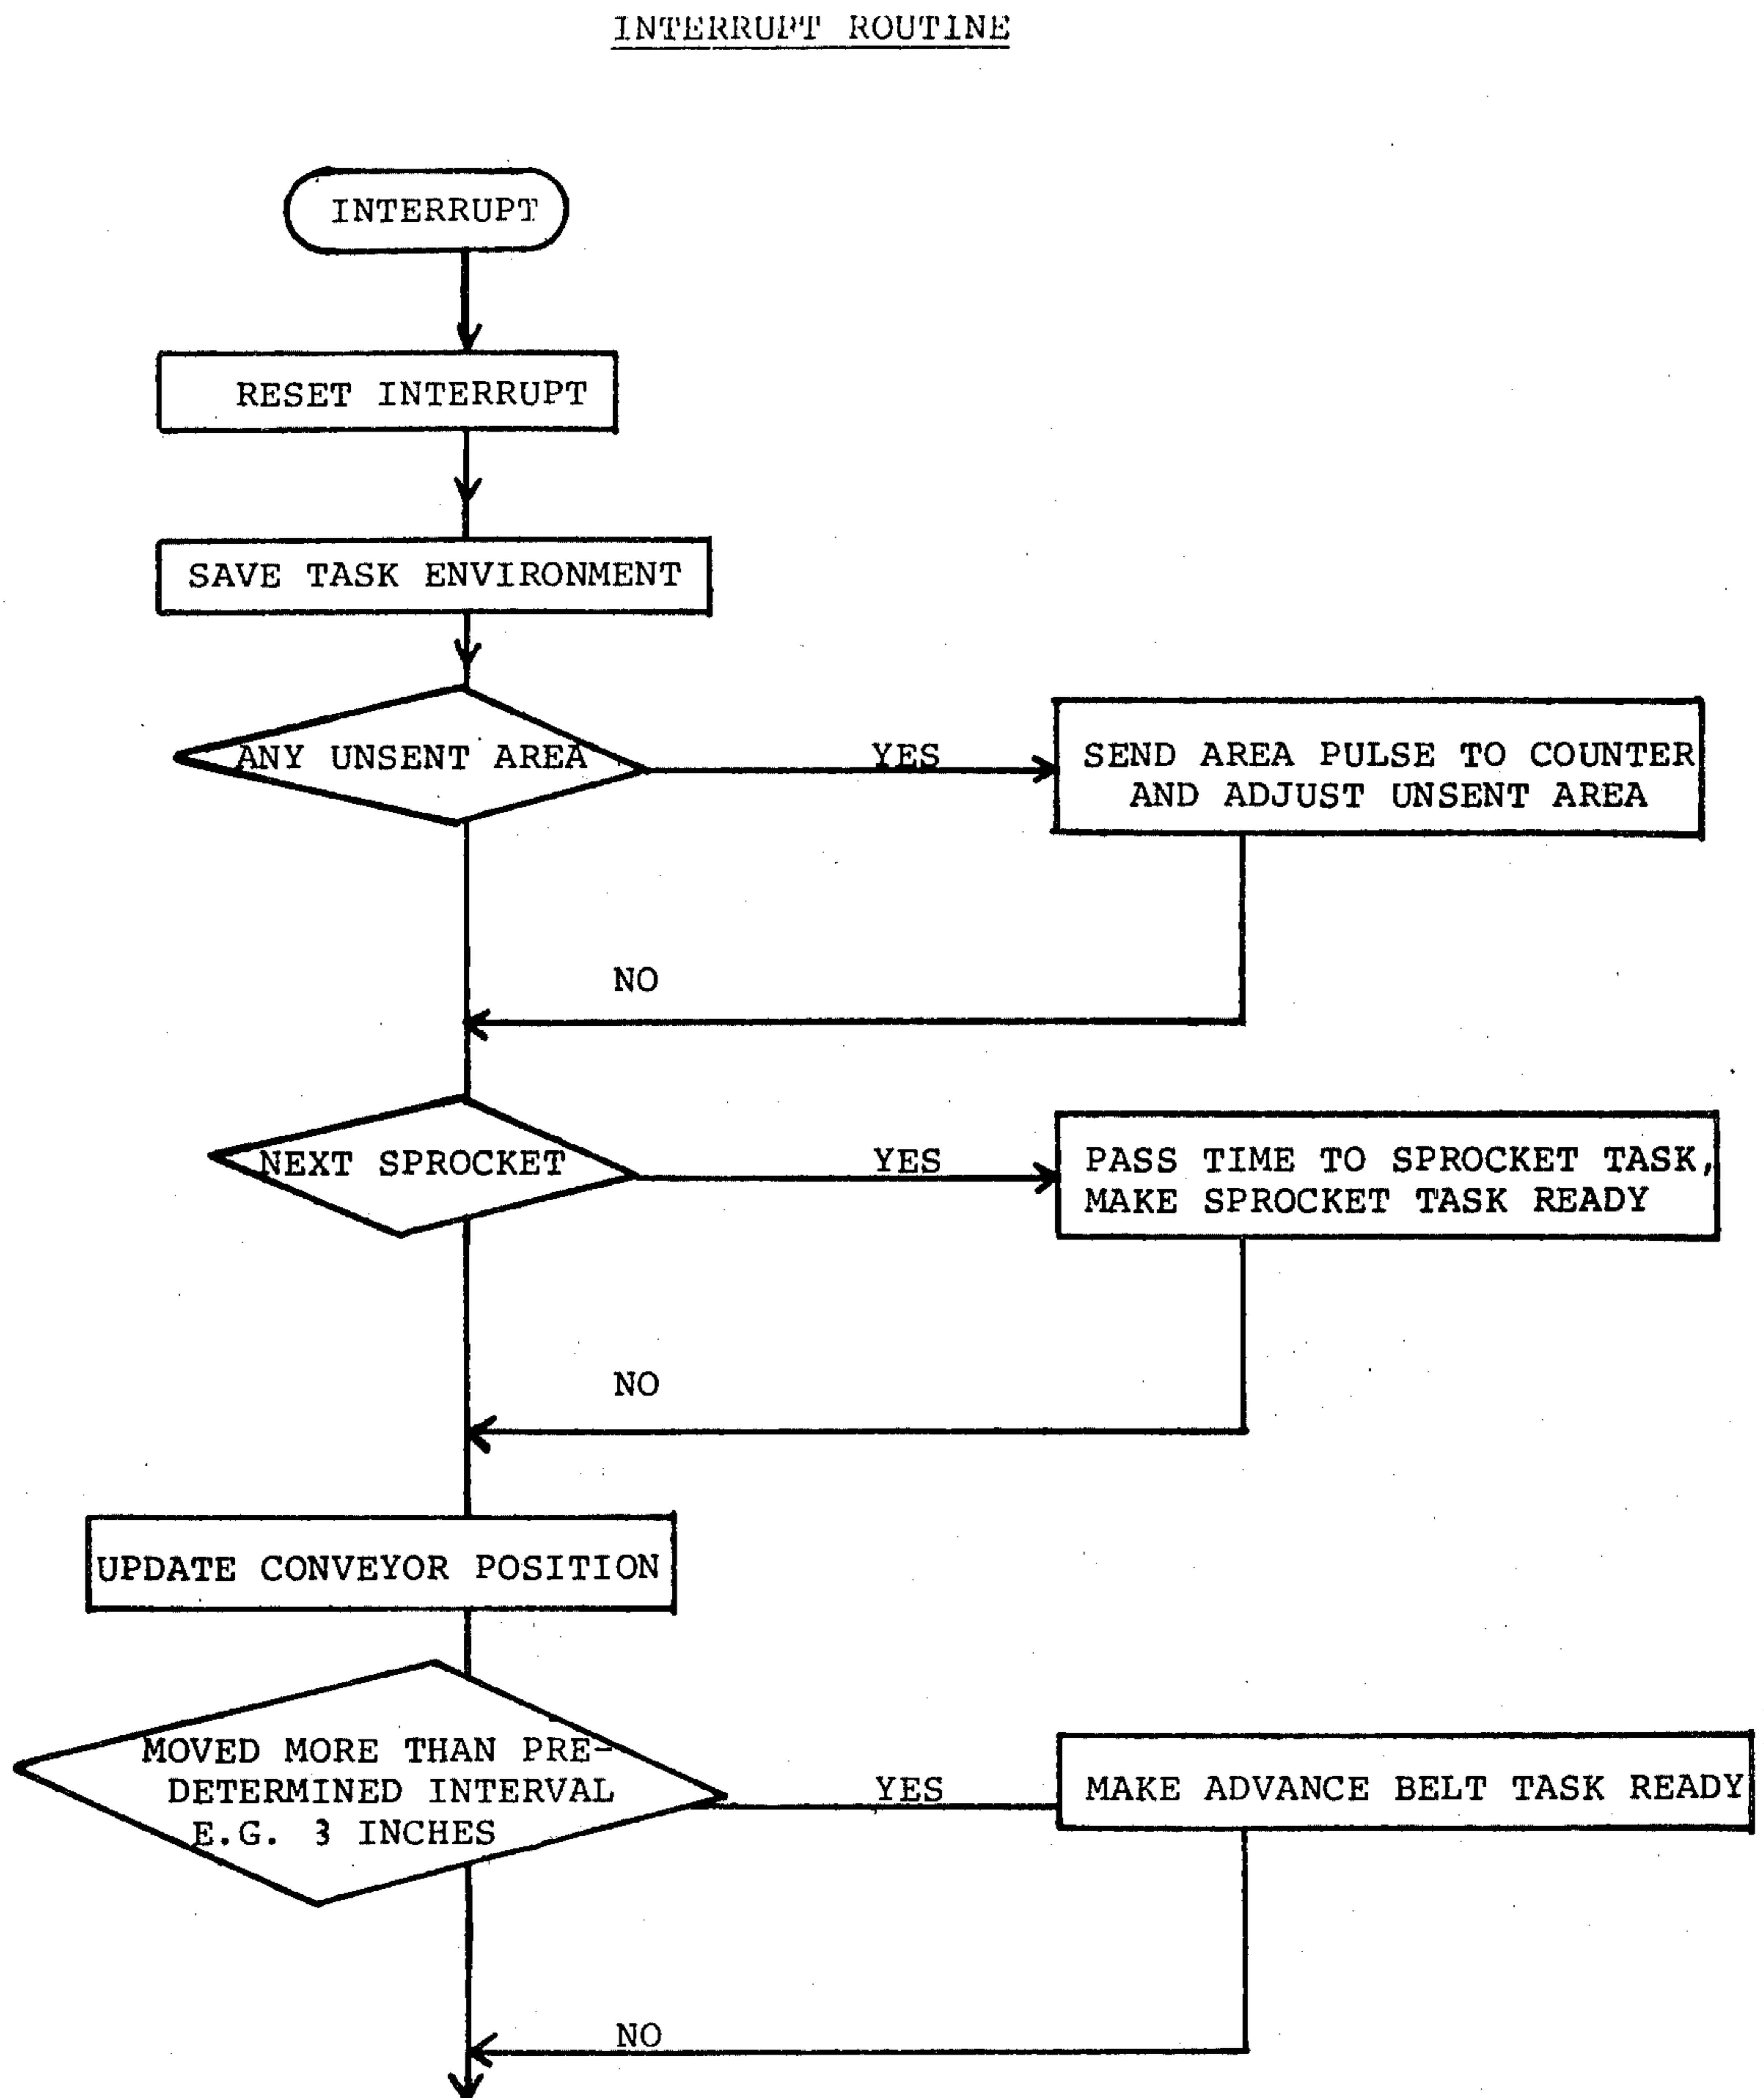 INTERRUPT ROUTINE
INTERRUPT
RESET INTERRUPT
SAVE TASK ENVIRONMENT
ANY UNSENT AREA
YES
SEND AREA PULSE TO COUNTER
AND ADJUST UNSENT AREA
NO
NEXT SPROCKET
YES
PASS TIME TO SPROCKET TASK,
MAKE SPROCKET TASK READY
NO
UPDATE CONVEYOR POSITION
MOVED MORE THAN PRE-
DETERMINED INTERVAL
E.G. 3 INCHES
YES
MAKE ADVANCE BELT TASK READY
NO